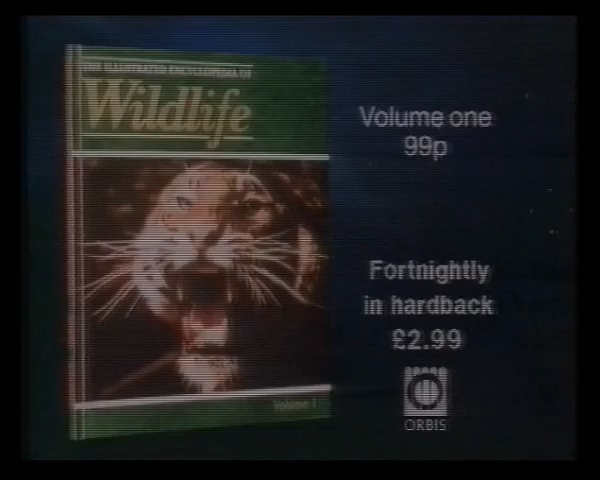 THE ILLUSTRATED ENCYCLOPEDIA OF
Wildlife
Volume 1
Volume one
99p
Fortnightly
in hardback
£2.99
ORBIS